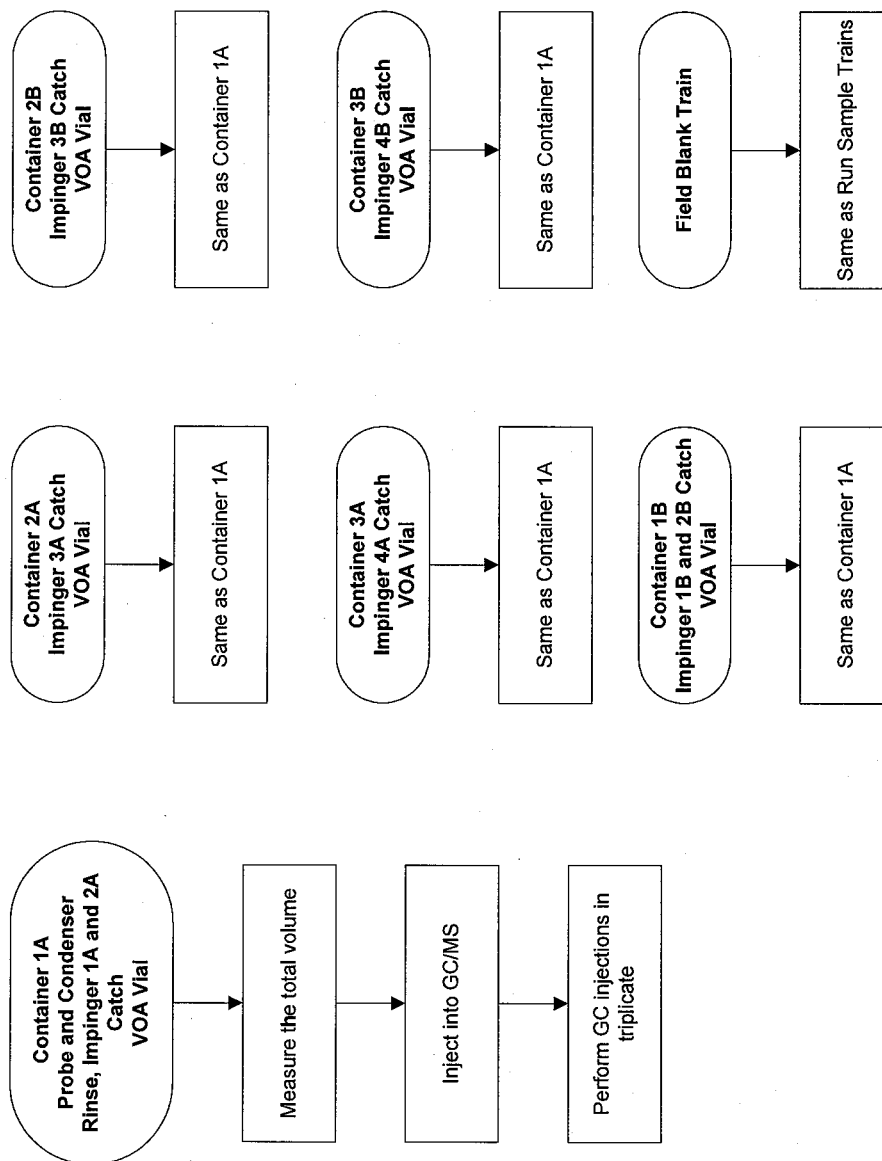 Container 1A
Probe and Condenser
Rinse, Impinger 1A and 2A
Catch
VOA Vial
Measure the total volume
Inject into GC/MS
Perform GC injections in
triplicate
Container 2A
Impinger 3A Catch
VOA Vial
Same as Container 1A
Container 3A
Impinger 4A Catch
VOA Vial
Same as Container 1A
Container 1B
Impinger 1B and 2B Catch
VOA Vial
Same as Container 1A
Container 2B
Impinger 3B Catch
VOA Vial
Same as Container 1A
Container 3B
Impinger 4B Catch
VOA Vial
Same as Container 1A
Field Blank Train
Same as Run Sample Trains